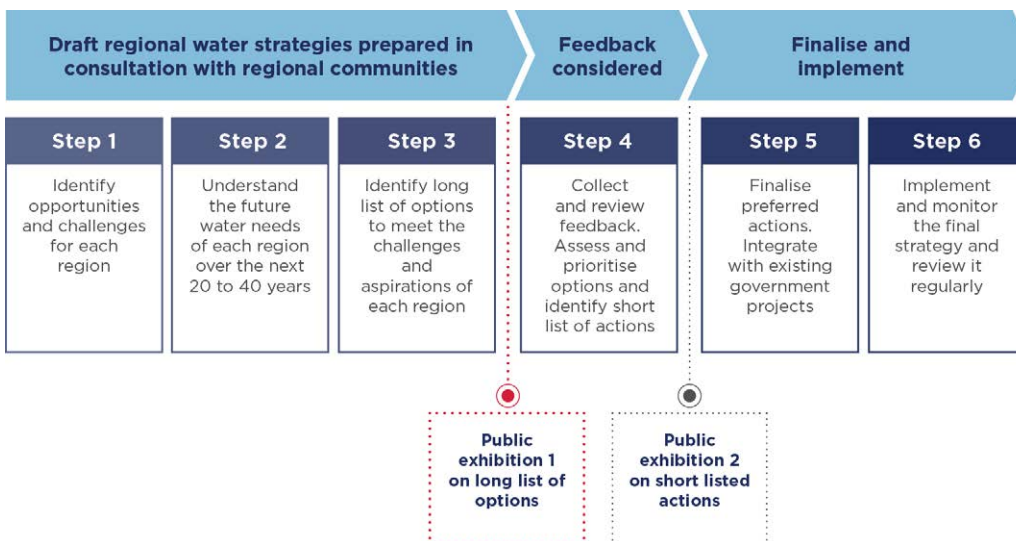 Draft regional water strategies prepared in
consultation with regional communities
Feedback
considered
Finalise and
implement
Step 1
Identify
opportunities
and challenges
for each
region
Step 2
Understand
the future
water needs
of each region
over the next
20 to 40 years
Step 3
Identify long
list of options
to meet the
challenges
and
aspirations of
each region
Step 4
Collect
and review
feedback.
Assess and
prioritise
options and
identify short
list of actions
Step 5
Finalise
preferred
actions.
Integrate
with existing
government
projects
Step 6
Implement
and monitor
the final
strategy and
review it
regularly
Public
exhibition 1
on long list of
options
Public
exhibition 2
on short listed
actions